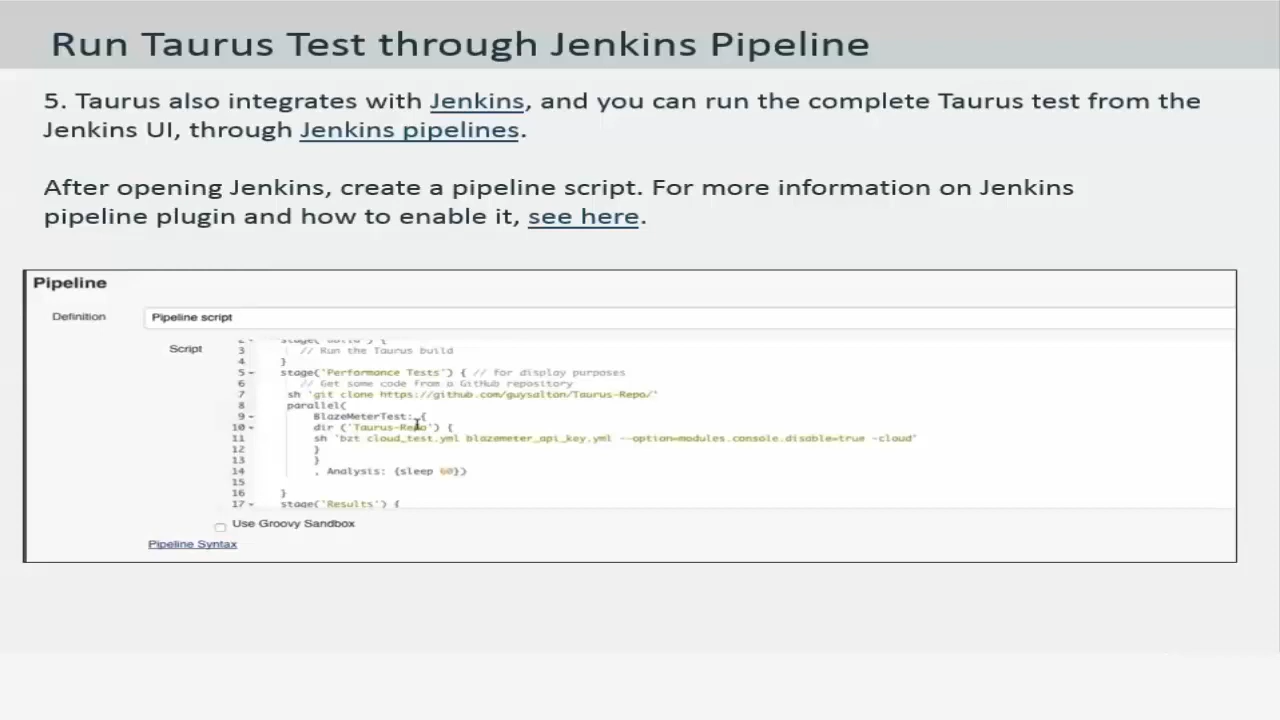 Run Taurus Test through Jenkins Pipeline
5. Taurus also integrates with Jenkins, and you can run the complete Taurus test from the
Jenkins UI, through Jenkins pipelines.
After opening Jenkins, create a pipeline script. For more information on Jenkins
pipeline plugin and how to enable it, see here.
Pipeline
Definition
Pipeline script
Script
3 // Run the Taurus build
4 }
5 stage('Performance Tests') { // for display purposes
6 // Get some code from a GitHub repository
7 sh 'git clone https://github.com/guysalton/Taurus-Repo/'
8 parallel(
9 BlazeMeterTest: {
10 dir ('Taurus-Repo') {
11 sh 'bzt cloud_test.yml blazemeter_api_key.yml --option=modules.console.disable=true -cloud'
12 }
13 }
14 , Analysis: {sleep 60})
15
16 }
17 stage('Results') {
Use Groovy Sandbox
Pipeline Syntax